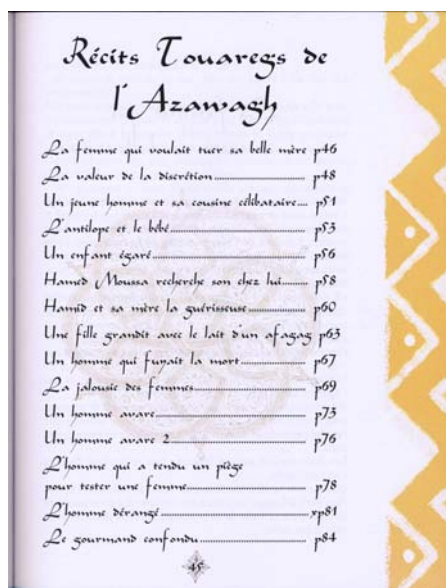 Récits Touaregs de
l'Azawagh
La femme qui voulait tuer sa belle mère p46
La valeur de la discrétion.................... p48
Un jeune homme et sa cousine célibataire.... p51
L'antilope et le bébé.................... p53
Un enfant égaré.................... p56
Hamed Moussa recherche son chez lui........ p58
Hamid et sa mère la guérisseuse............ p60
Une fille grandit avec le lait d'un afagag p63
Un homme qui fuyait la mort................ p67
La jalousie des femmes.................... p69
Un homme avare.................... p73
Un homme avare 2.................... p76
L'homme qui a tendu un piège
pour tester une femme.................... p78
L'homme dérangé.................... xp81
Le gourmand confondu.................... p84
45